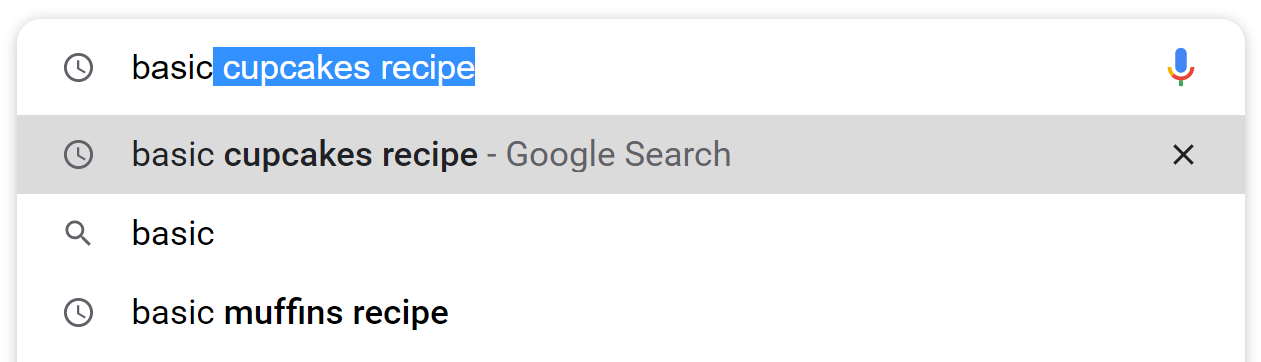 basic cupcakes recipe
basic cupcakes recipe - Google Search
basic
basic muffins recipe